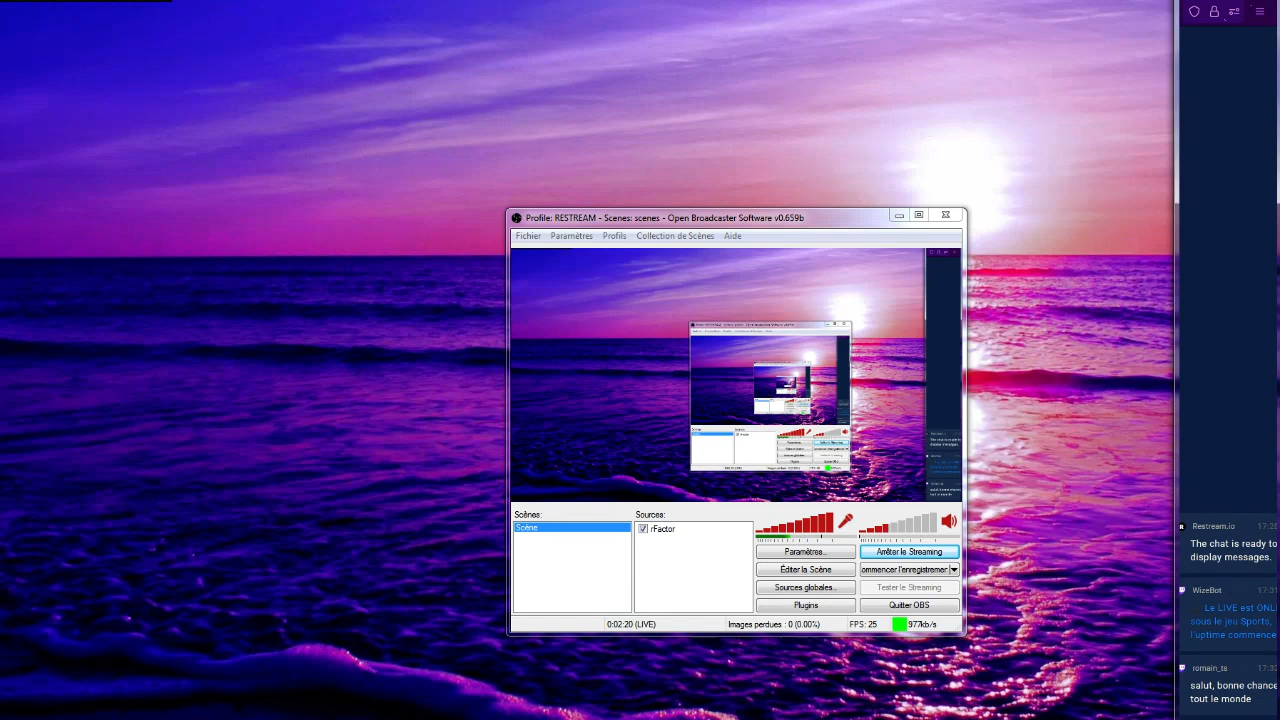 Profile: RESTREAM - Scenes: scenes - Open Broadcaster Software v0.659b
Fichier Paramètres Profils Collection de Scènes Aide
Scènes: Sources:
Scène
rFactor
Paramètres... Arrêter le Streaming
Éditer la Scène ommencer l'enregistremer
Sources globales... Tester le Streaming
Plugins Quitter OBS
0:02:20 (LIVE) Images perdues : 0 (0.00%) FPS: 25 977kb/s
Restream.io
The chat is ready to
display messages.
WizeBot
Le LIVE est ONL
sous le jeu Sports,
l'uptime commence
romain_ts
salut, bonne chance
tout le monde